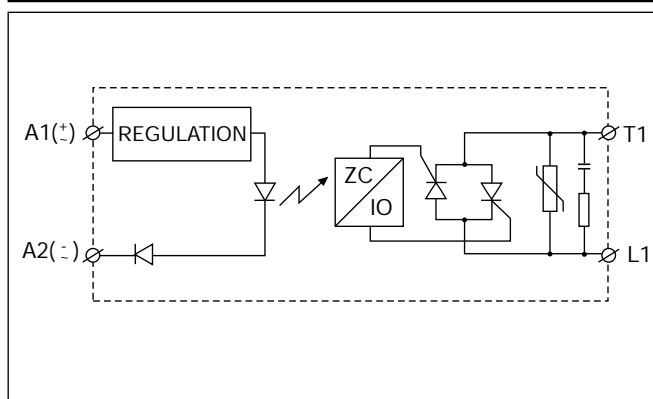 A1(+~)
REGULATION
T1
ZC
IO
A2(-~)
L1